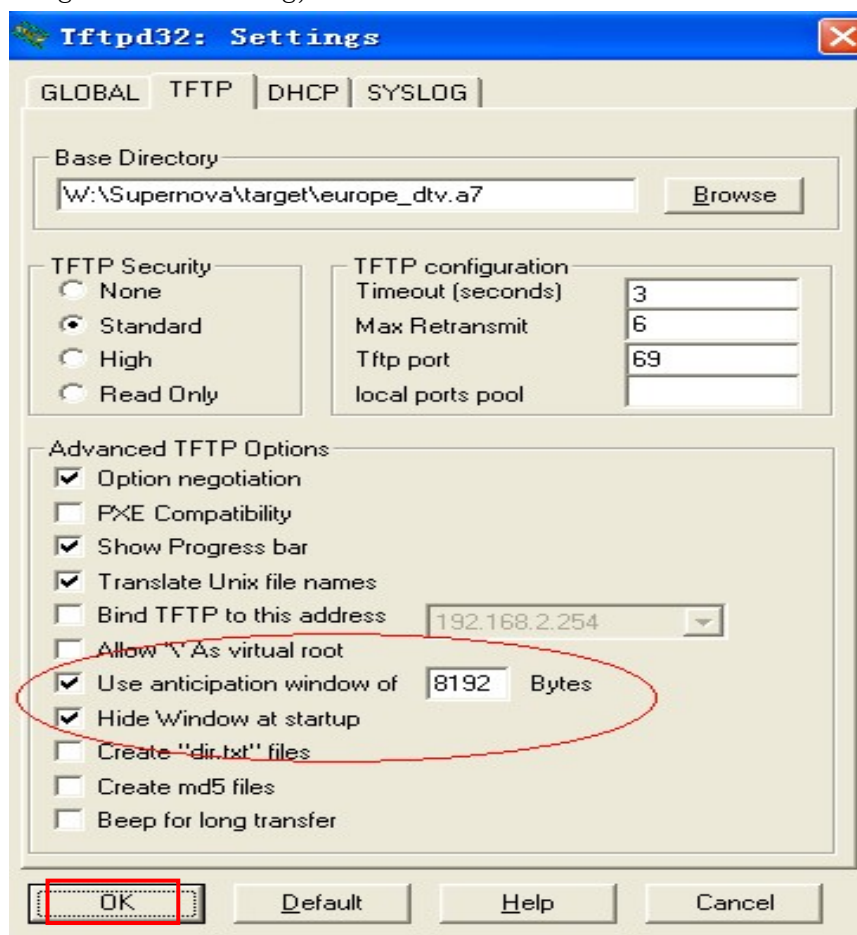 Tftpd32: Settings
GLOBAL TFTP DHCP SYSLOG
Base Directory
W:\Supernova\target\europe_dtv.a7 Browse
TFTP Security
None
Standard
High
Read Only
TFTP configuration
Timeout (seconds) 3
Max Retransmit 6
Tftp port 69
local ports pool
Advanced TFTP Options
Option negotiation
PXE Compatibility
Show Progress bar
Translate Unix file names
Bind TFTP to this address 192.168.2.254
Allow '\' As virtual root
Use anticipation window of 8192 Bytes
Hide Window at startup
Create "dir.txt" files
Create md5 files
Beep for long transfer
OK Default Help Cancel